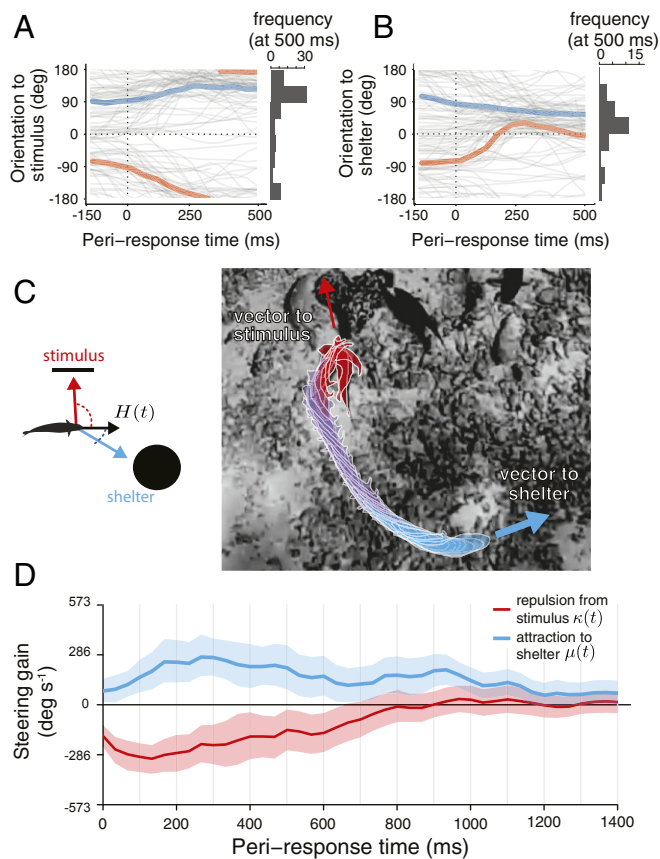 A
frequency
(at 500 ms)
0 30
Orientation to
stimulus (deg)
180
90
0
-90
-180
-150 0 250 500
Peri−response time (ms)
B
frequency
(at 500 ms)
0 15
Orientation to
shelter (deg)
180
90
0
-90
-180
-150 0 250 500
Peri−response time (ms)
C
stimulus
H(t)
shelter
vector to
stimulus
vector to
shelter
D
Steering gain
(deg s-1)
573
286
0
-286
-573
repulsion from
stimulus κ(t)
attraction to
shelter μ(t)
0 200 400 600 800 1000 1200 1400
Peri−response time (ms)